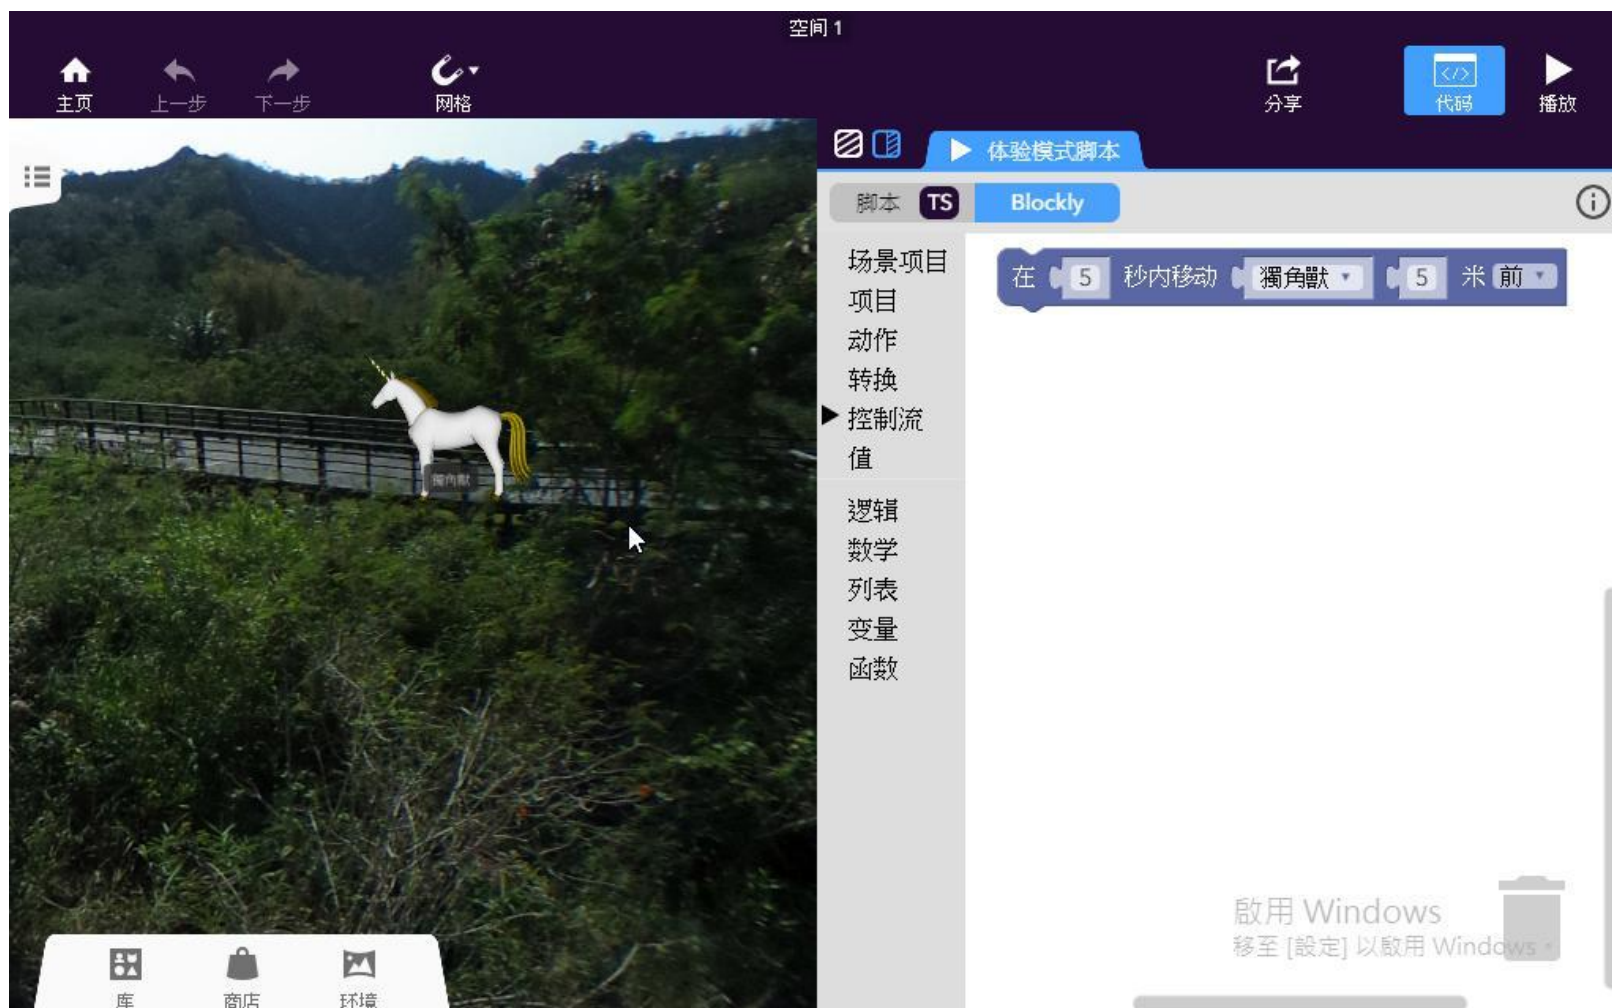 空间 1
主页
上一步
下一步
网格
分享
代码
播放
体验模式脚本
脚本 TS Blockly
场景项目
项目
动作
转换
控制流
值
逻辑
数学
列表
变量
函数
在 5 秒内移动 獨角獸 5 米 前
獨角獸
啟用 Windows
移至 [設定] 以啟用 Windows。
库
商店
环境